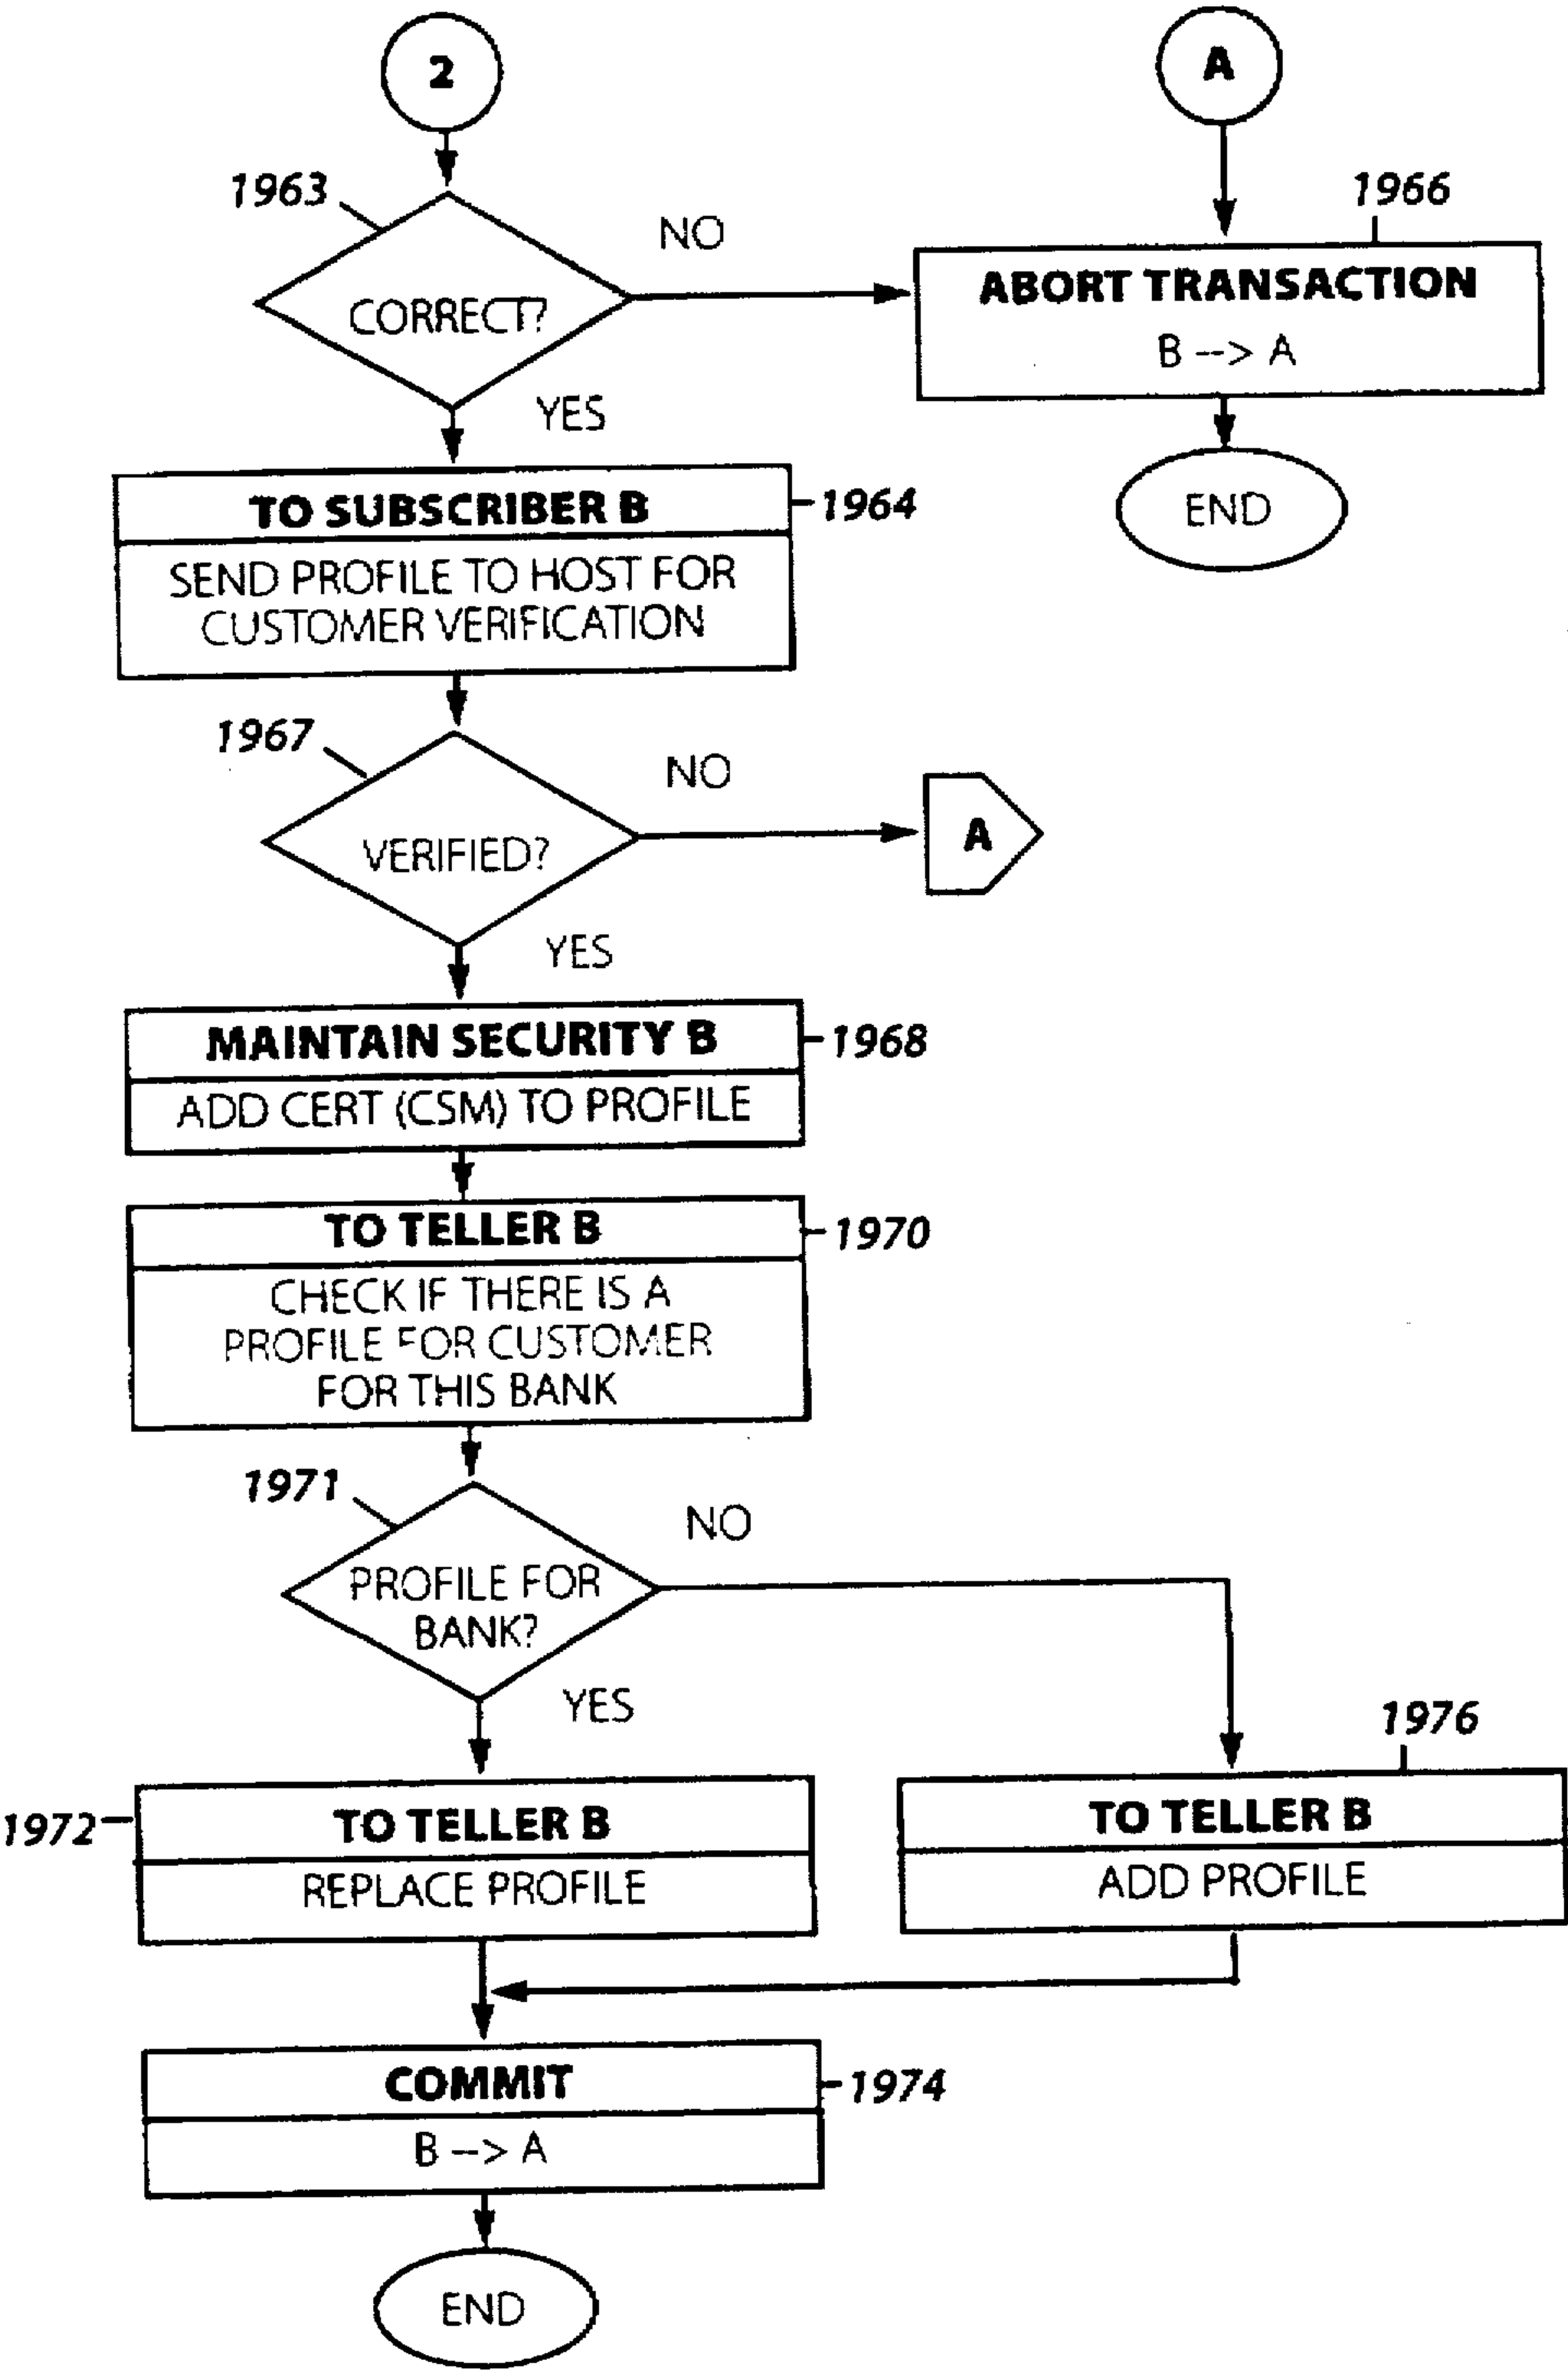 2
A
1963
NO
1966
CORRECT?
ABORT TRANSACTION
B --> A
YES
END
TO SUBSCRIBER B
1964
SEND PROFILE TO HOST FOR
CUSTOMER VERIFICATION
1967
NO
VERIFIED?
A
YES
MAINTAIN SECURITY B
1968
ADD CERT (CSM) TO PROFILE
TO TELLER B
1970
CHECK IF THERE IS A
PROFILE FOR CUSTOMER
FOR THIS BANK
1971
NO
PROFILE FOR
BANK?
YES
1976
1972
TO TELLER B
REPLACE PROFILE
TO TELLER B
ADD PROFILE
COMMIT
1974
B --> A
END